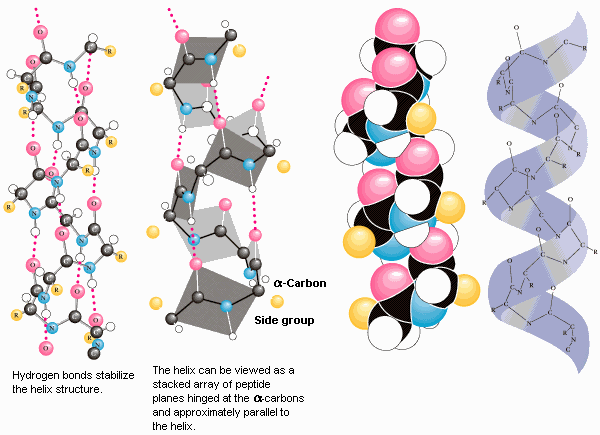 α-Carbon
Side group
Hydrogen bonds stabilize
the helix structure.
The helix can be viewed as a
stacked array of peptide
planes hinged at the α-carbons
and approximately parallel to
the helix.